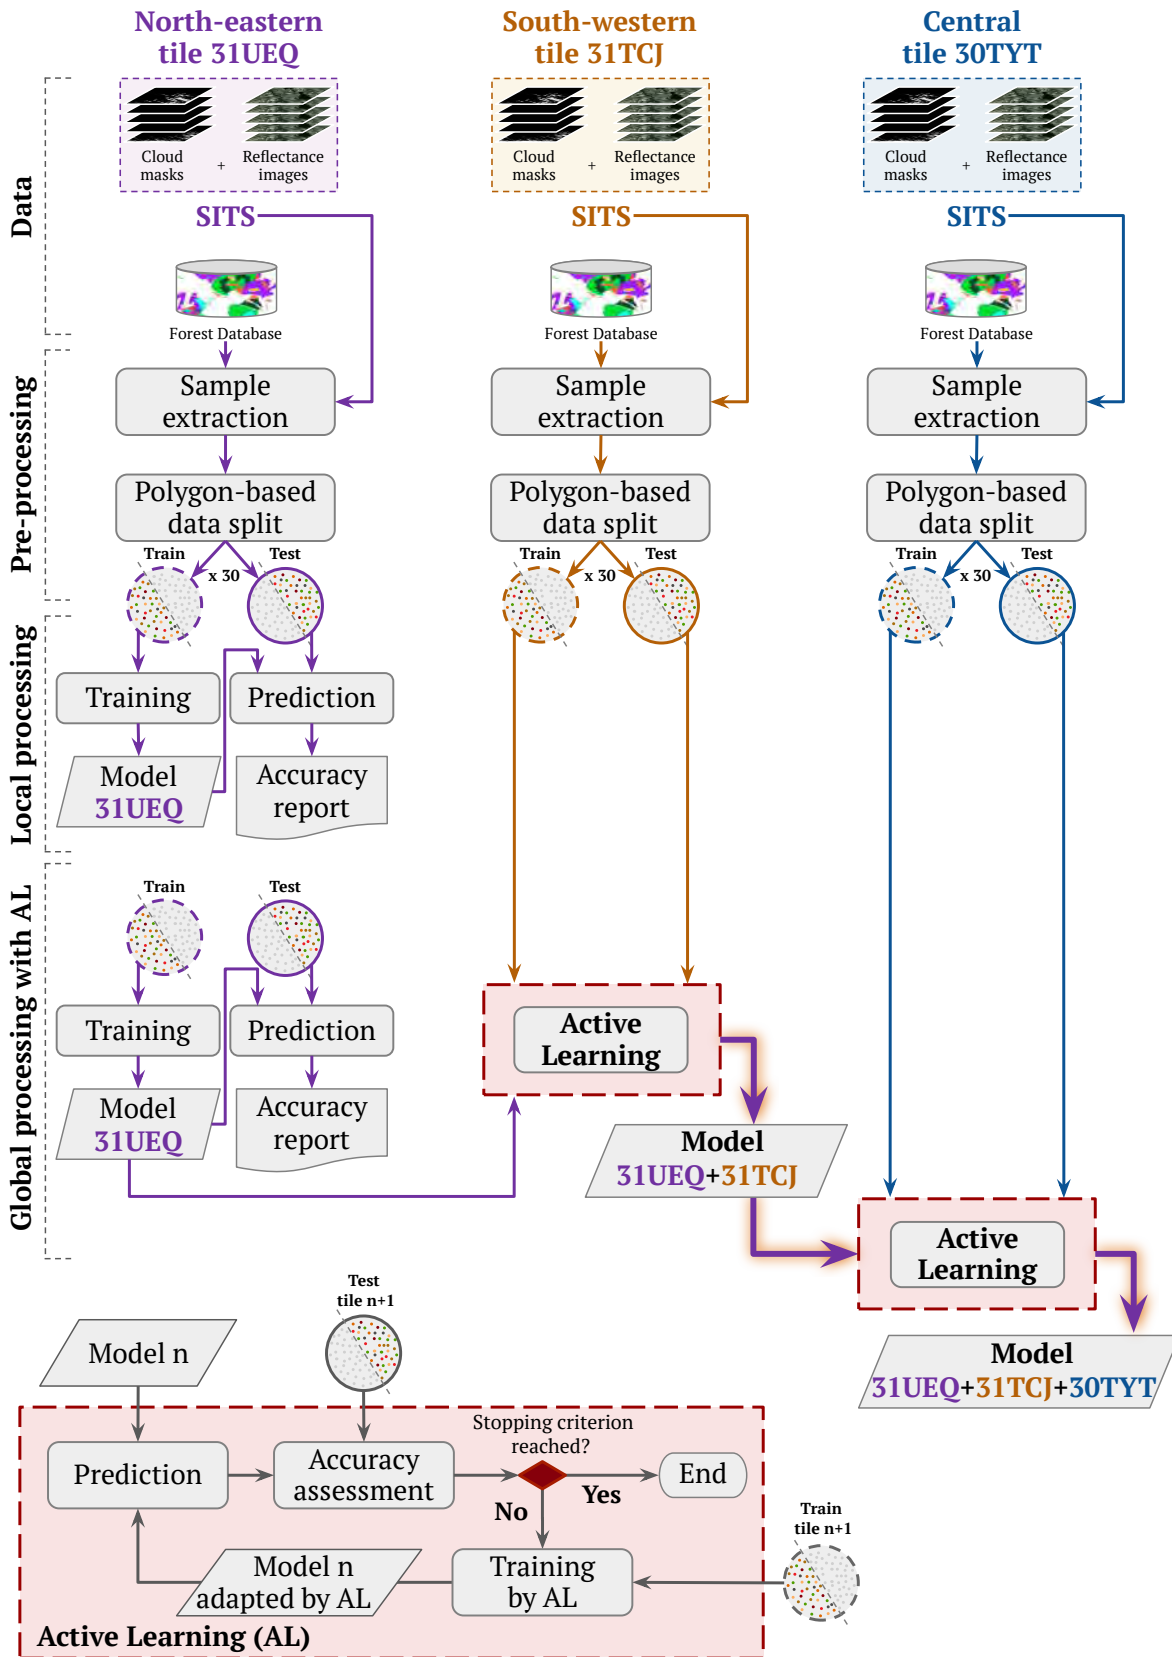 North-eastern
tile 31UEQ
South-western
tile 31TCJ
Central
tile 30TYT
Data
Cloud
masks
+
Reflectance
images
Cloud
masks
+
Reflectance
images
Cloud
masks
+
Reflectance
images
SITS
SITS
SITS
Forest Database
Forest Database
Forest Database
Pre-processing
Sample
extraction
Sample
extraction
Sample
extraction
Polygon-based
data split
Polygon-based
data split
Polygon-based
data split
Train
x 30
Test
Train
x 30
Test
Train
x 30
Test
Local processing
Training
Prediction
Model
31UEQ
Accuracy
report
Global processing with AL
Train
Test
Training
Prediction
Model
31UEQ
Accuracy
report
Active
Learning
Model
31UEQ+31TCJ
Active
Learning
Model
31UEQ+31TCJ+30TYT
Test
tile n+1
Model n
Stopping criterion
reached?
Prediction
Accuracy
assessment
End
Yes
No
Train
tile n+1
Model n
adapted by AL
Training
by AL
Active Learning (AL)